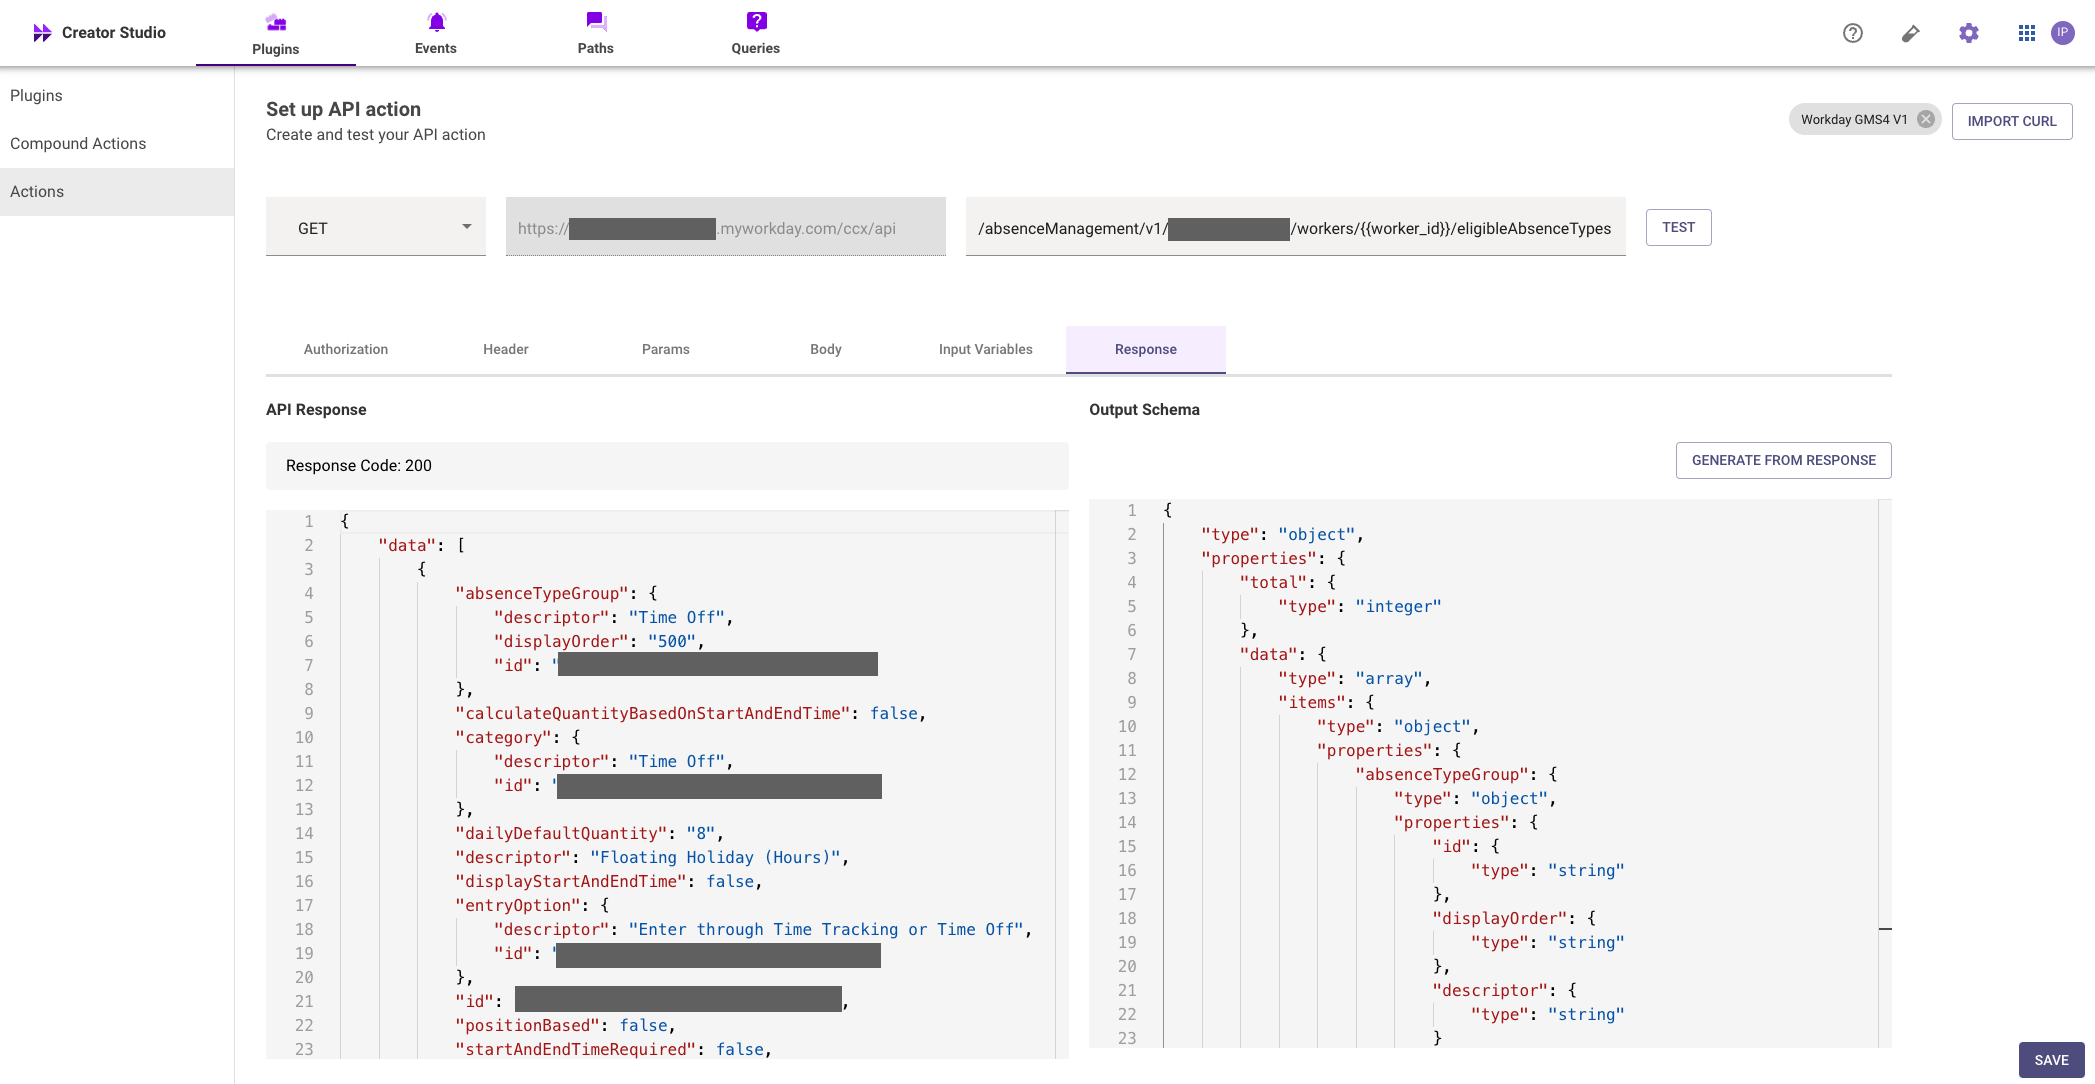 Creator Studio
Plugins
Events
Paths
Queries
IP
Plugins
Compound Actions
Actions
Set up API action
Create and test your API action
Workday GMS4 V1
IMPORT CURL
GET
https:// .myworkday.com/ccx/api
/absenceManagement/v1/ /workers/{{worker_id}}/eligibleAbsenceTypes
TEST
Authorization
Header
Params
Body
Input Variables
Response
API Response
Response Code: 200
1 {
2 "data": [
3 {
4 "absenceTypeGroup": {
5 "descriptor": "Time Off",
6 "displayOrder": "500",
7 "id": "
8 },
9 "calculateQuantityBasedOnStartAndEndTime": false,
10 "category": {
11 "descriptor": "Time Off",
12 "id": "
13 },
14 "dailyDefaultQuantity": "8",
15 "descriptor": "Floating Holiday (Hours)",
16 "displayStartAndEndTime": false,
17 "entryOption": {
18 "descriptor": "Enter through Time Tracking or Time Off",
19 "id": "
20 },
21 "id": ,
22 "positionBased": false,
23 "startAndEndTimeRequired": false,
Output Schema
GENERATE FROM RESPONSE
1 {
2 "type": "object",
3 "properties": {
4 "total": {
5 "type": "integer"
6 },
7 "data": {
8 "type": "array",
9 "items": {
10 "type": "object",
11 "properties": {
12 "absenceTypeGroup": {
13 "type": "object",
14 "properties": {
15 "id": {
16 "type": "string"
17 },
18 "displayOrder": {
19 "type": "string"
20 },
21 "descriptor": {
22 "type": "string"
23 }
SAVE